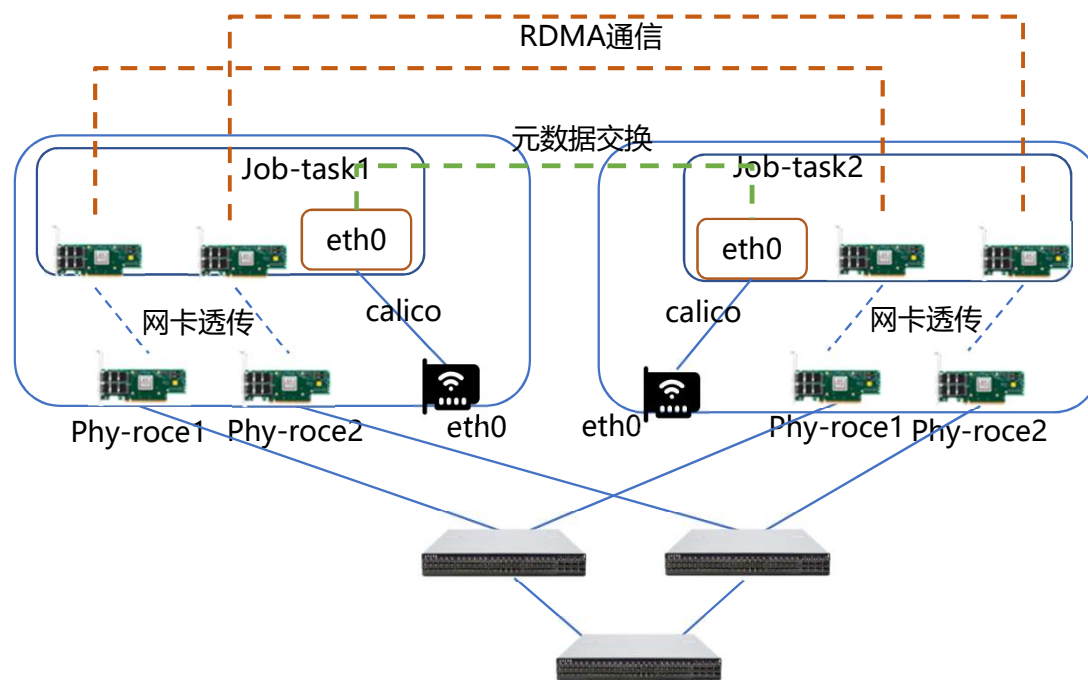 RDMA通信
元数据交换
Job-task1
Job-task2
eth0
eth0
calico
calico
网卡透传
网卡透传
Phy-roce1
Phy-roce2
eth0
eth0
Phy-roce1
Phy-roce2